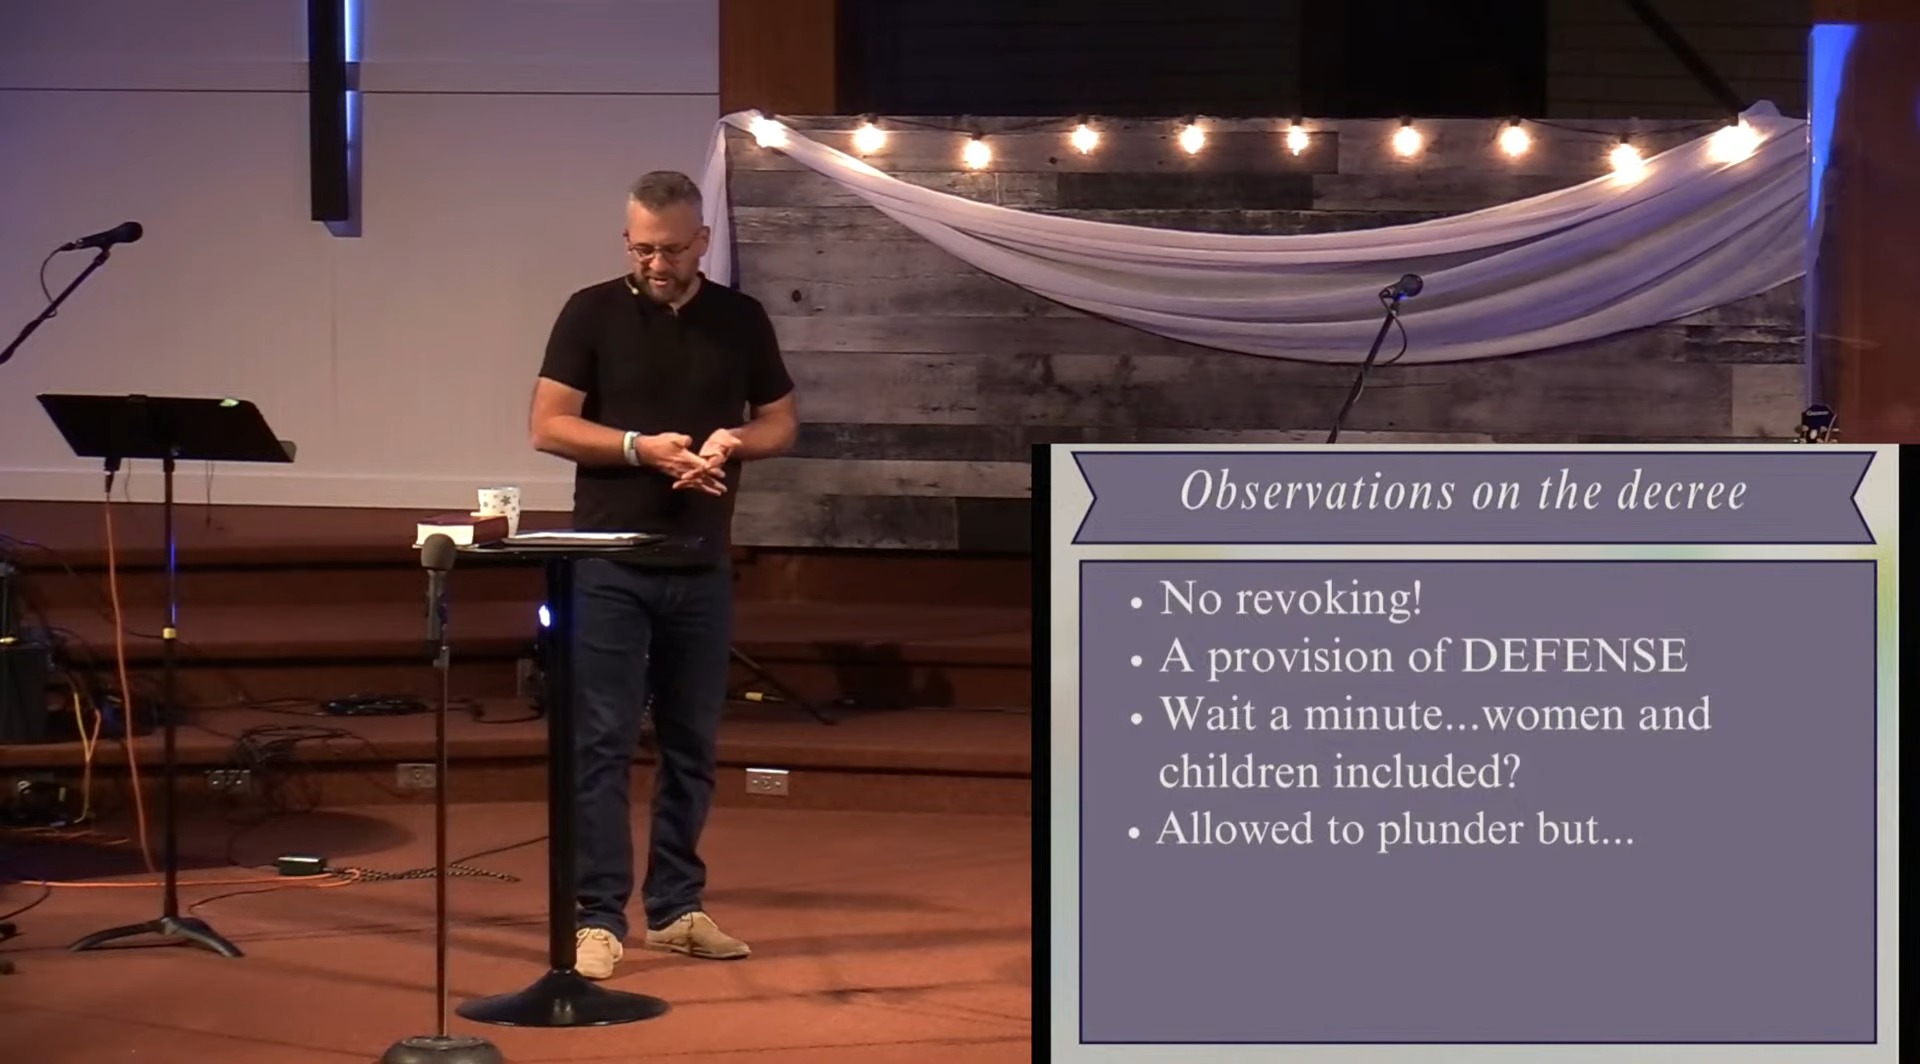 Observations on the decree
• No revoking!
• A provision of DEFENSE
• Wait a minute...women and
children included?
• Allowed to plunder but...